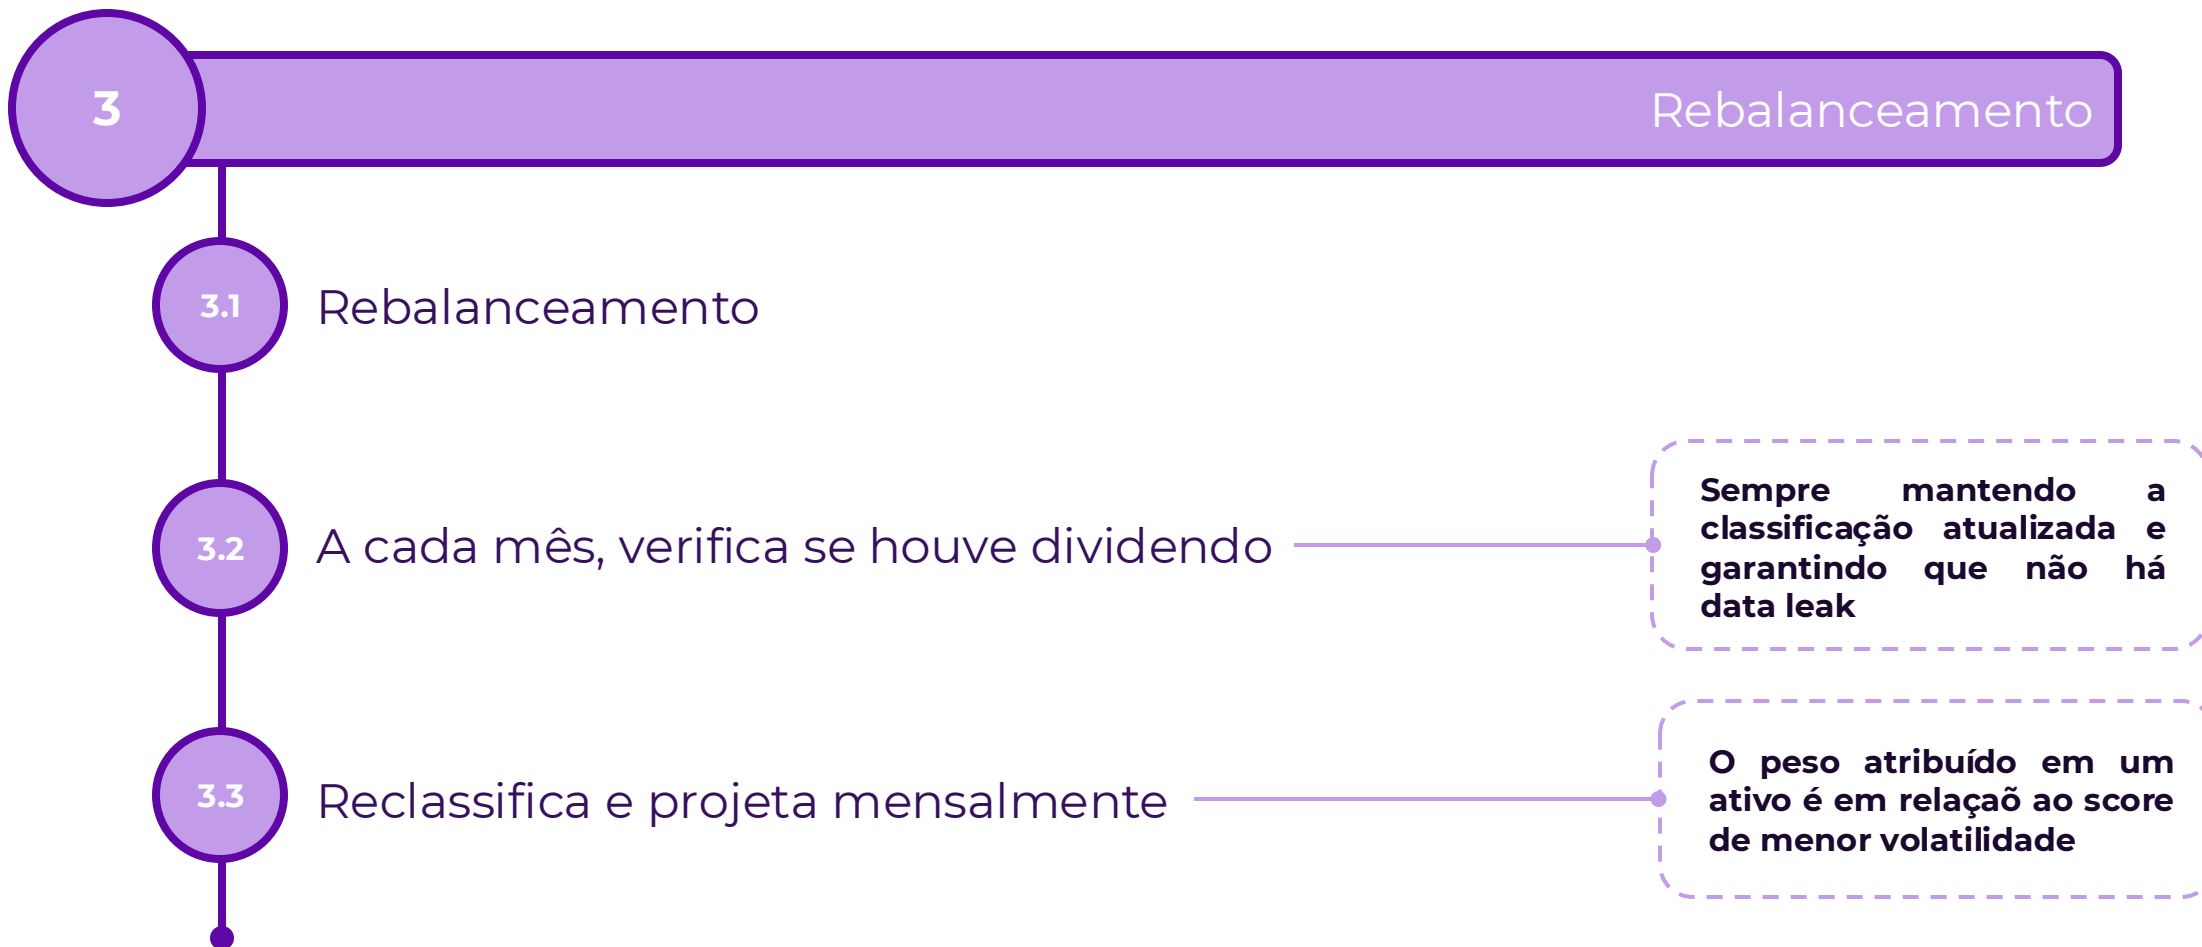 3
Rebalanceamento
3.1
Rebalanceamento
3.2
A cada mês, verifica se houve dividendo
Sempre mantendo a
classificação atualizada e
garantindo que não há
data leak
3.3
Reclassifica e projeta mensalmente
O peso atribuído em um
ativo é em relaçaõ ao score
de menor volatilidade